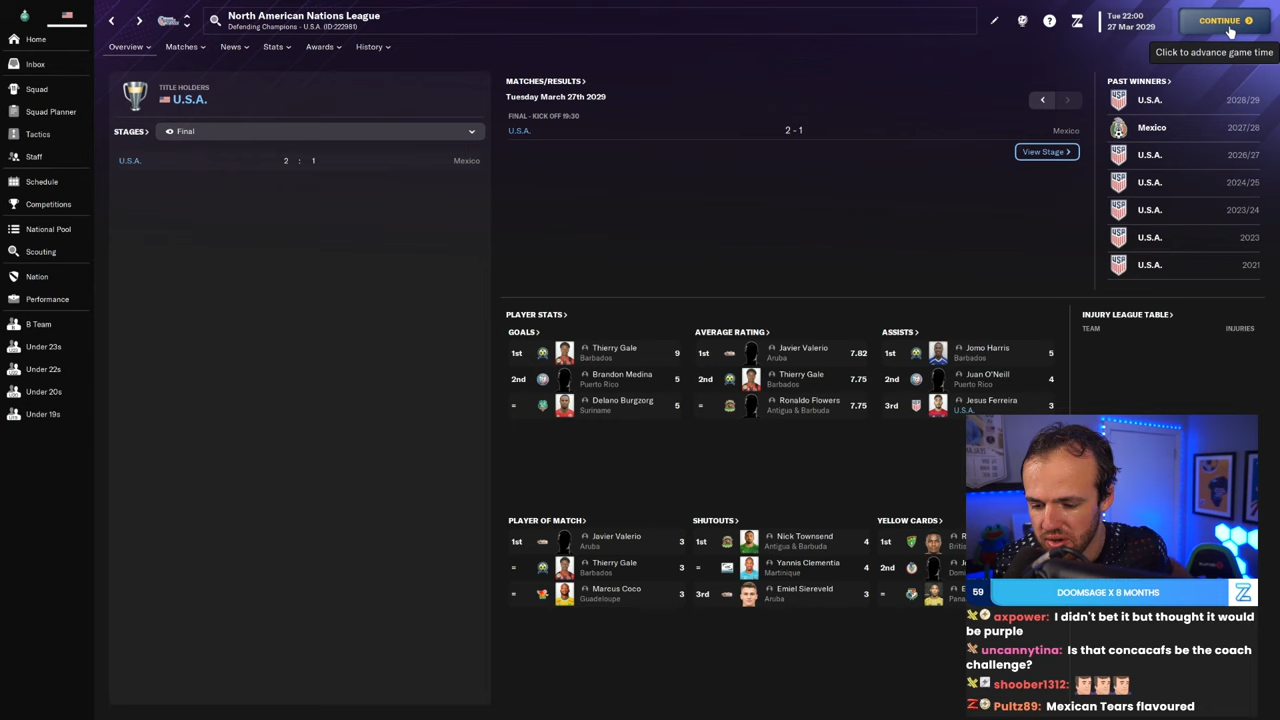 North American Nations League
Defending Champions - U.S.A. (ID:222981)
Tue 22:00
27 Mar 2029
CONTINUE
Click to advance game time
Home
Inbox
Squad
Squad Planner
Tactics
Staff
Schedule
Competitions
National Pool
Scouting
Nation
Performance
B Team
Under 23s
Under 22s
Under 20s
Under 19s
Overview
Matches
News
Stats
Awards
History
TITLE HOLDERS
U.S.A.
STAGES
Final
U.S.A. 2 : 1 Mexico
MATCHES/RESULTS
Tuesday March 27th 2029
FINAL - KICK OFF 19:30
U.S.A. 2 - 1 Mexico
View Stage
PAST WINNERS
U.S.A. 2028/29
Mexico 2027/28
U.S.A. 2026/27
U.S.A. 2024/25
U.S.A. 2023/24
U.S.A. 2023
U.S.A. 2021
PLAYER STATS
GOALS
1st Thierry Gale 9
Barbados
2nd Brandon Medina 5
Puerto Rico
= Delano Burgzorg 5
Suriname
AVERAGE RATING
1st Javier Valerio 7.82
Aruba
2nd Thierry Gale 7.75
Barbados
= Ronaldo Flowers 7.75
Antigua & Barbuda
ASSISTS
1st Jomo Harris 5
Barbados
2nd Juan O'Neill 4
Puerto Rico
3rd Jesus Ferreira 3
U.S.A.
INJURY LEAGUE TABLE
TEAM INJURIES
PLAYER OF MATCH
1st Javier Valerio 3
Aruba
= Thierry Gale 3
Barbados
= Marcus Coco 3
Guadeloupe
SHUTOUTS
1st Nick Townsend 4
Antigua & Barbuda
= Yannis Clementia 4
Martinique
3rd Emiel Siereveld 3
Aruba
YELLOW CARDS
1st R
Britis
2nd J
Domi
= E
Pana
59 DOOMSAGE X 8 MONTHS
axpower: I didn't bet it but thought it would
be purple
uncannytina: Is that concacafs be the coach
challenge?
shoober1312:
Pultz89: Mexican Tears flavoured